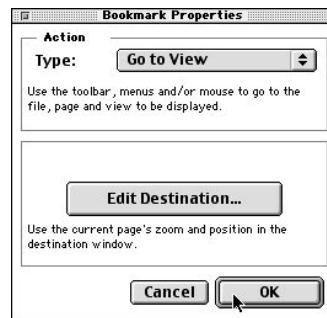 Bookmark Properties
Action
Type: Go to View
Use the toolbar, menus and/or mouse to go to the
file, page and view to be displayed.
Edit Destination...
Use the current page's zoom and position in the
destination window.
Cancel OK